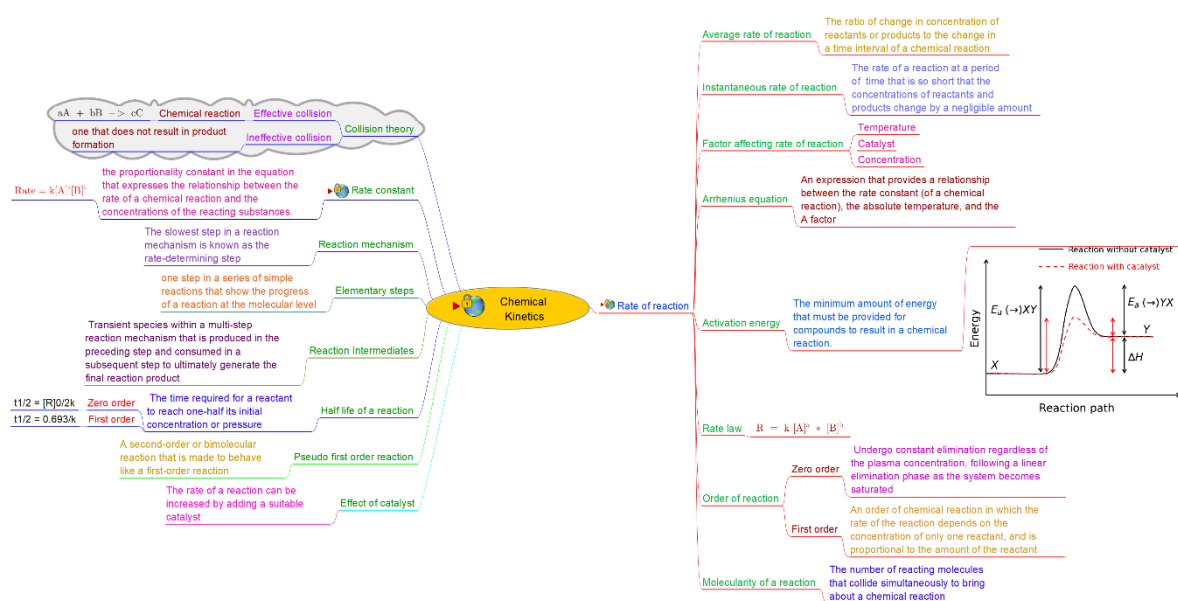 Chemical
Kinetics
Collision theory
Effective collision
Chemical reaction
aA + bB -> cC
Ineffective collision
one that does not result in product
formation
Rate constant
the proportionality constant in the equation
that expresses the relationship between the
rate of a chemical reaction and the
concentrations of the reacting substances.
Rate = k[A]ᵃ[B]ᵇ
Reaction mechanism
The slowest step in a reaction
mechanism is known as the
rate-determining step
Elementary steps
one step in a series of simple
reactions that show the progress
of a reaction at the molecular level
Reaction Intermediates
Transient species within a multi-step
reaction mechanism that is produced in the
preceding step and consumed in a
subsequent step to ultimately generate the
final reaction product
Half life of a reaction
The time required for a reactant
to reach one-half its initial
concentration or pressure
Zero order
t1/2 = [R]0/2k
First order
t1/2 = 0.693/k
Pseudo first order reaction
A second-order or bimolecular
reaction that is made to behave
like a first-order reaction
Effect of catalyst
The rate of a reaction can be
increased by adding a suitable
catalyst
Rate of reaction
Average rate of reaction
The ratio of change in concentration of
reactants or products to the change in
a time interval of a chemical reaction
Instantaneous rate of reaction
The rate of a reaction at a period
of time that is so short that the
concentrations of reactants and
products change by a negligible amount
Factor affecting rate of reaction
Temperature
Catalyst
Concentration
Arrhenius equation
An expression that provides a relationship
between the rate constant (of a chemical
reaction), the absolute temperature, and the
A factor
Activation energy
The minimum amount of energy
that must be provided for
compounds to result in a chemical
reaction.
Reaction without catalyst
Reaction with catalyst
Energy
Eₐ (→)XY
Eₐ (→)YX
X
Y
ΔH
Reaction path
Rate law
R = k [A]ᵃ * [B]ᵇ
Order of reaction
Zero order
Undergo constant elimination regardless of
the plasma concentration, following a linear
elimination phase as the system becomes
saturated
First order
An order of chemical reaction in which the
rate of the reaction depends on the
concentration of only one reactant, and is
proportional to the amount of the reactant
Molecularity of a reaction
The number of reacting molecules
that collide simultaneously to bring
about a chemical reaction